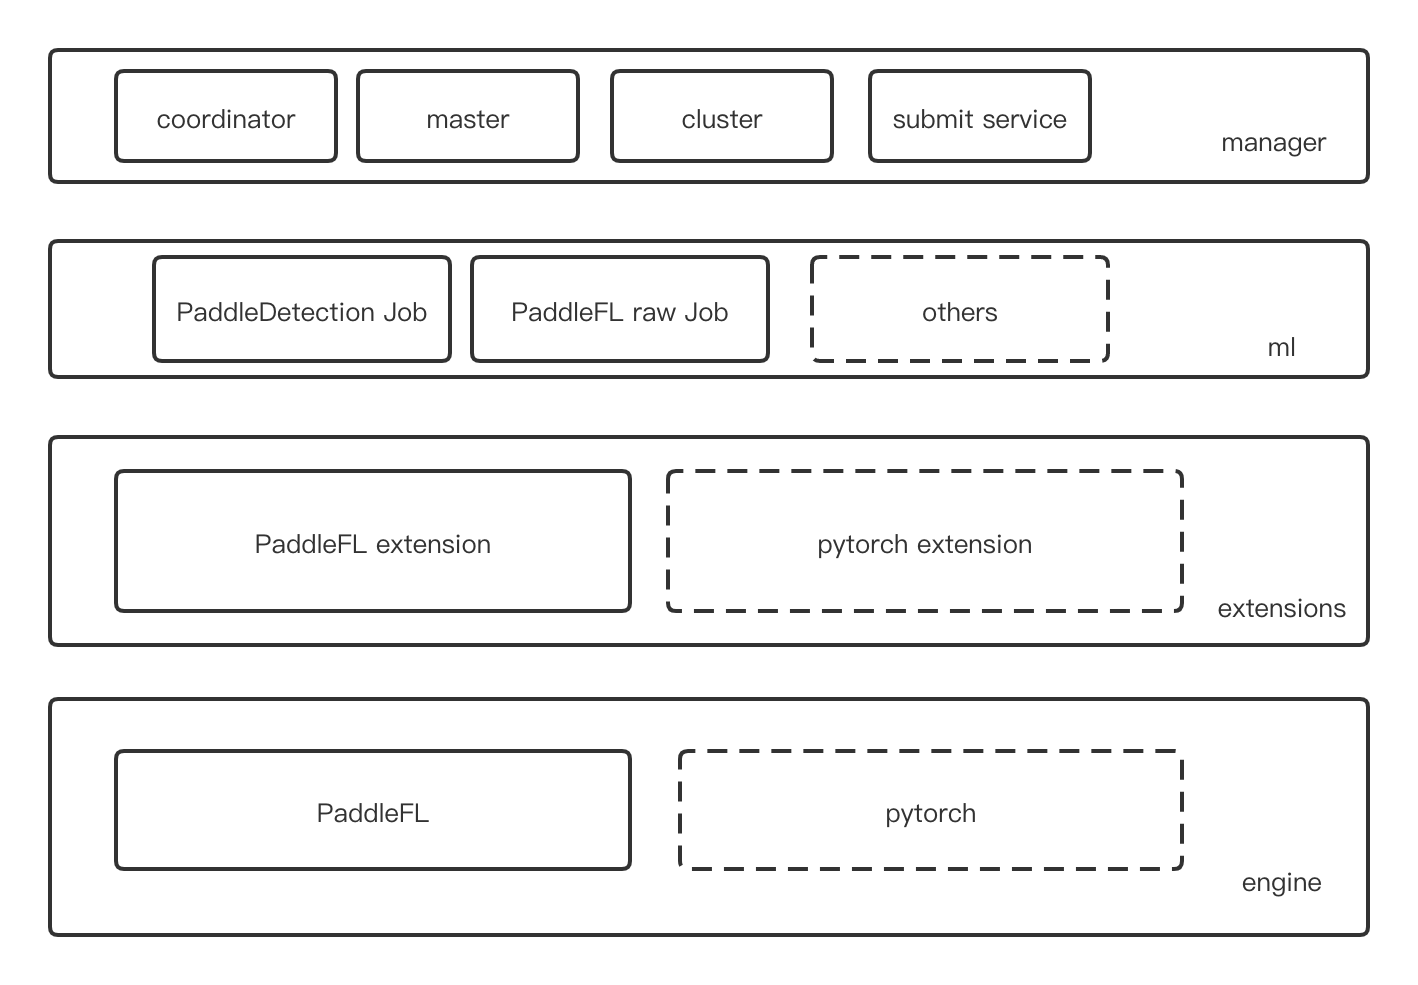 coordinator
master
cluster
submit service
manager
PaddleDetection Job
PaddleFL raw Job
others
ml
PaddleFL extension
pytorch extension
extensions
PaddleFL
pytorch
engine